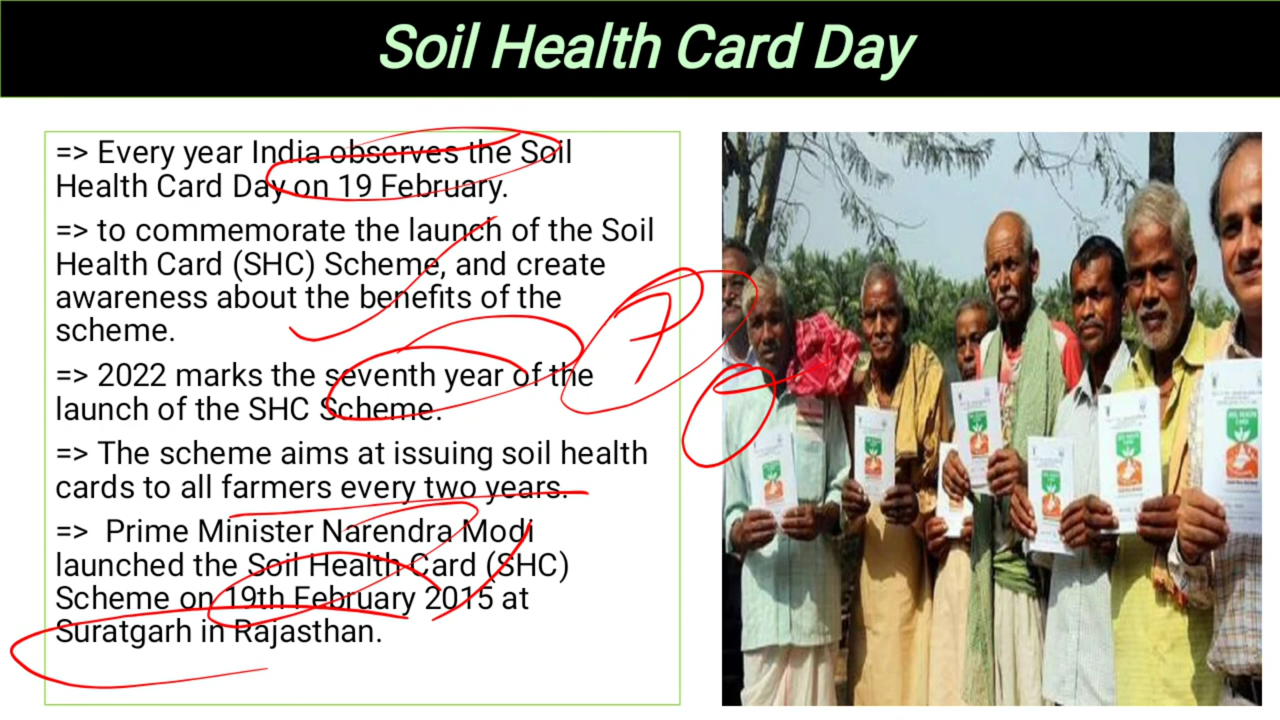 Soil Health Card Day
=> Every year India observes the Soil
Health Card Day on 19 February.
=> to commemorate the launch of the Soil
Health Card (SHC) Scheme, and create
awareness about the benefits of the
scheme.
=> 2022 marks the seventh year of the
launch of the SHC Scheme.
=> The scheme aims at issuing soil health
cards to all farmers every two years.
=> Prime Minister Narendra Modi
launched the Soil Health Card (SHC)
Scheme on 19th February 2015 at
Suratgarh in Rajasthan.
7